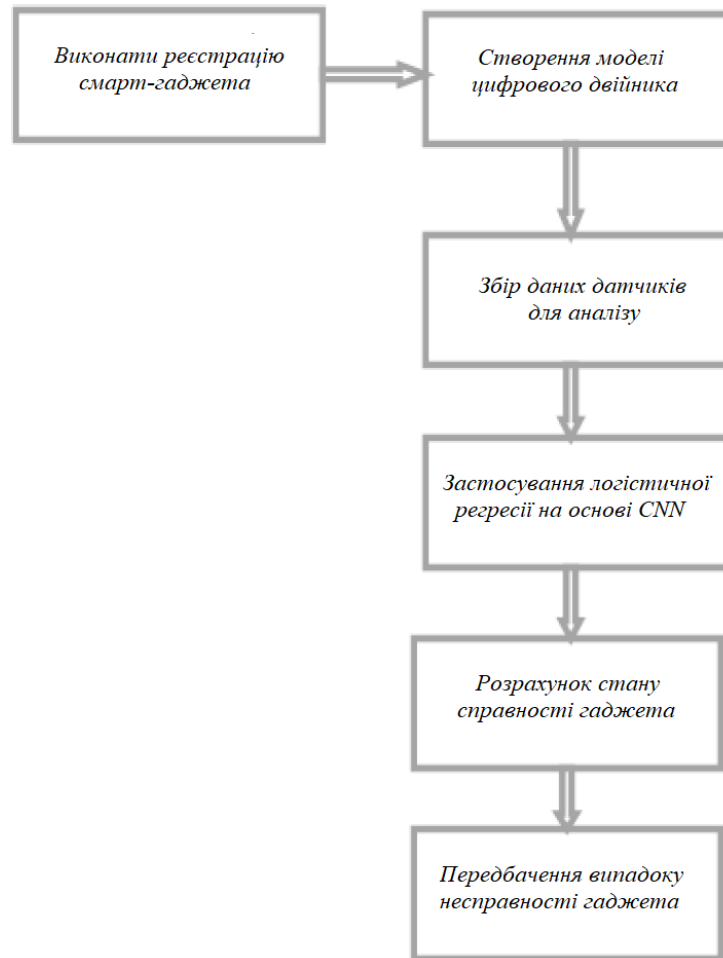 Виконати реєстрацію
смарт-гаджета
Створення моделі
цифрового двійника
Збір даних датчиків
для аналізу
Застосування логістичної
регресії на основі CNN
Розрахунок стану
справності гаджета
Передбачення випадоку
несправності гаджета